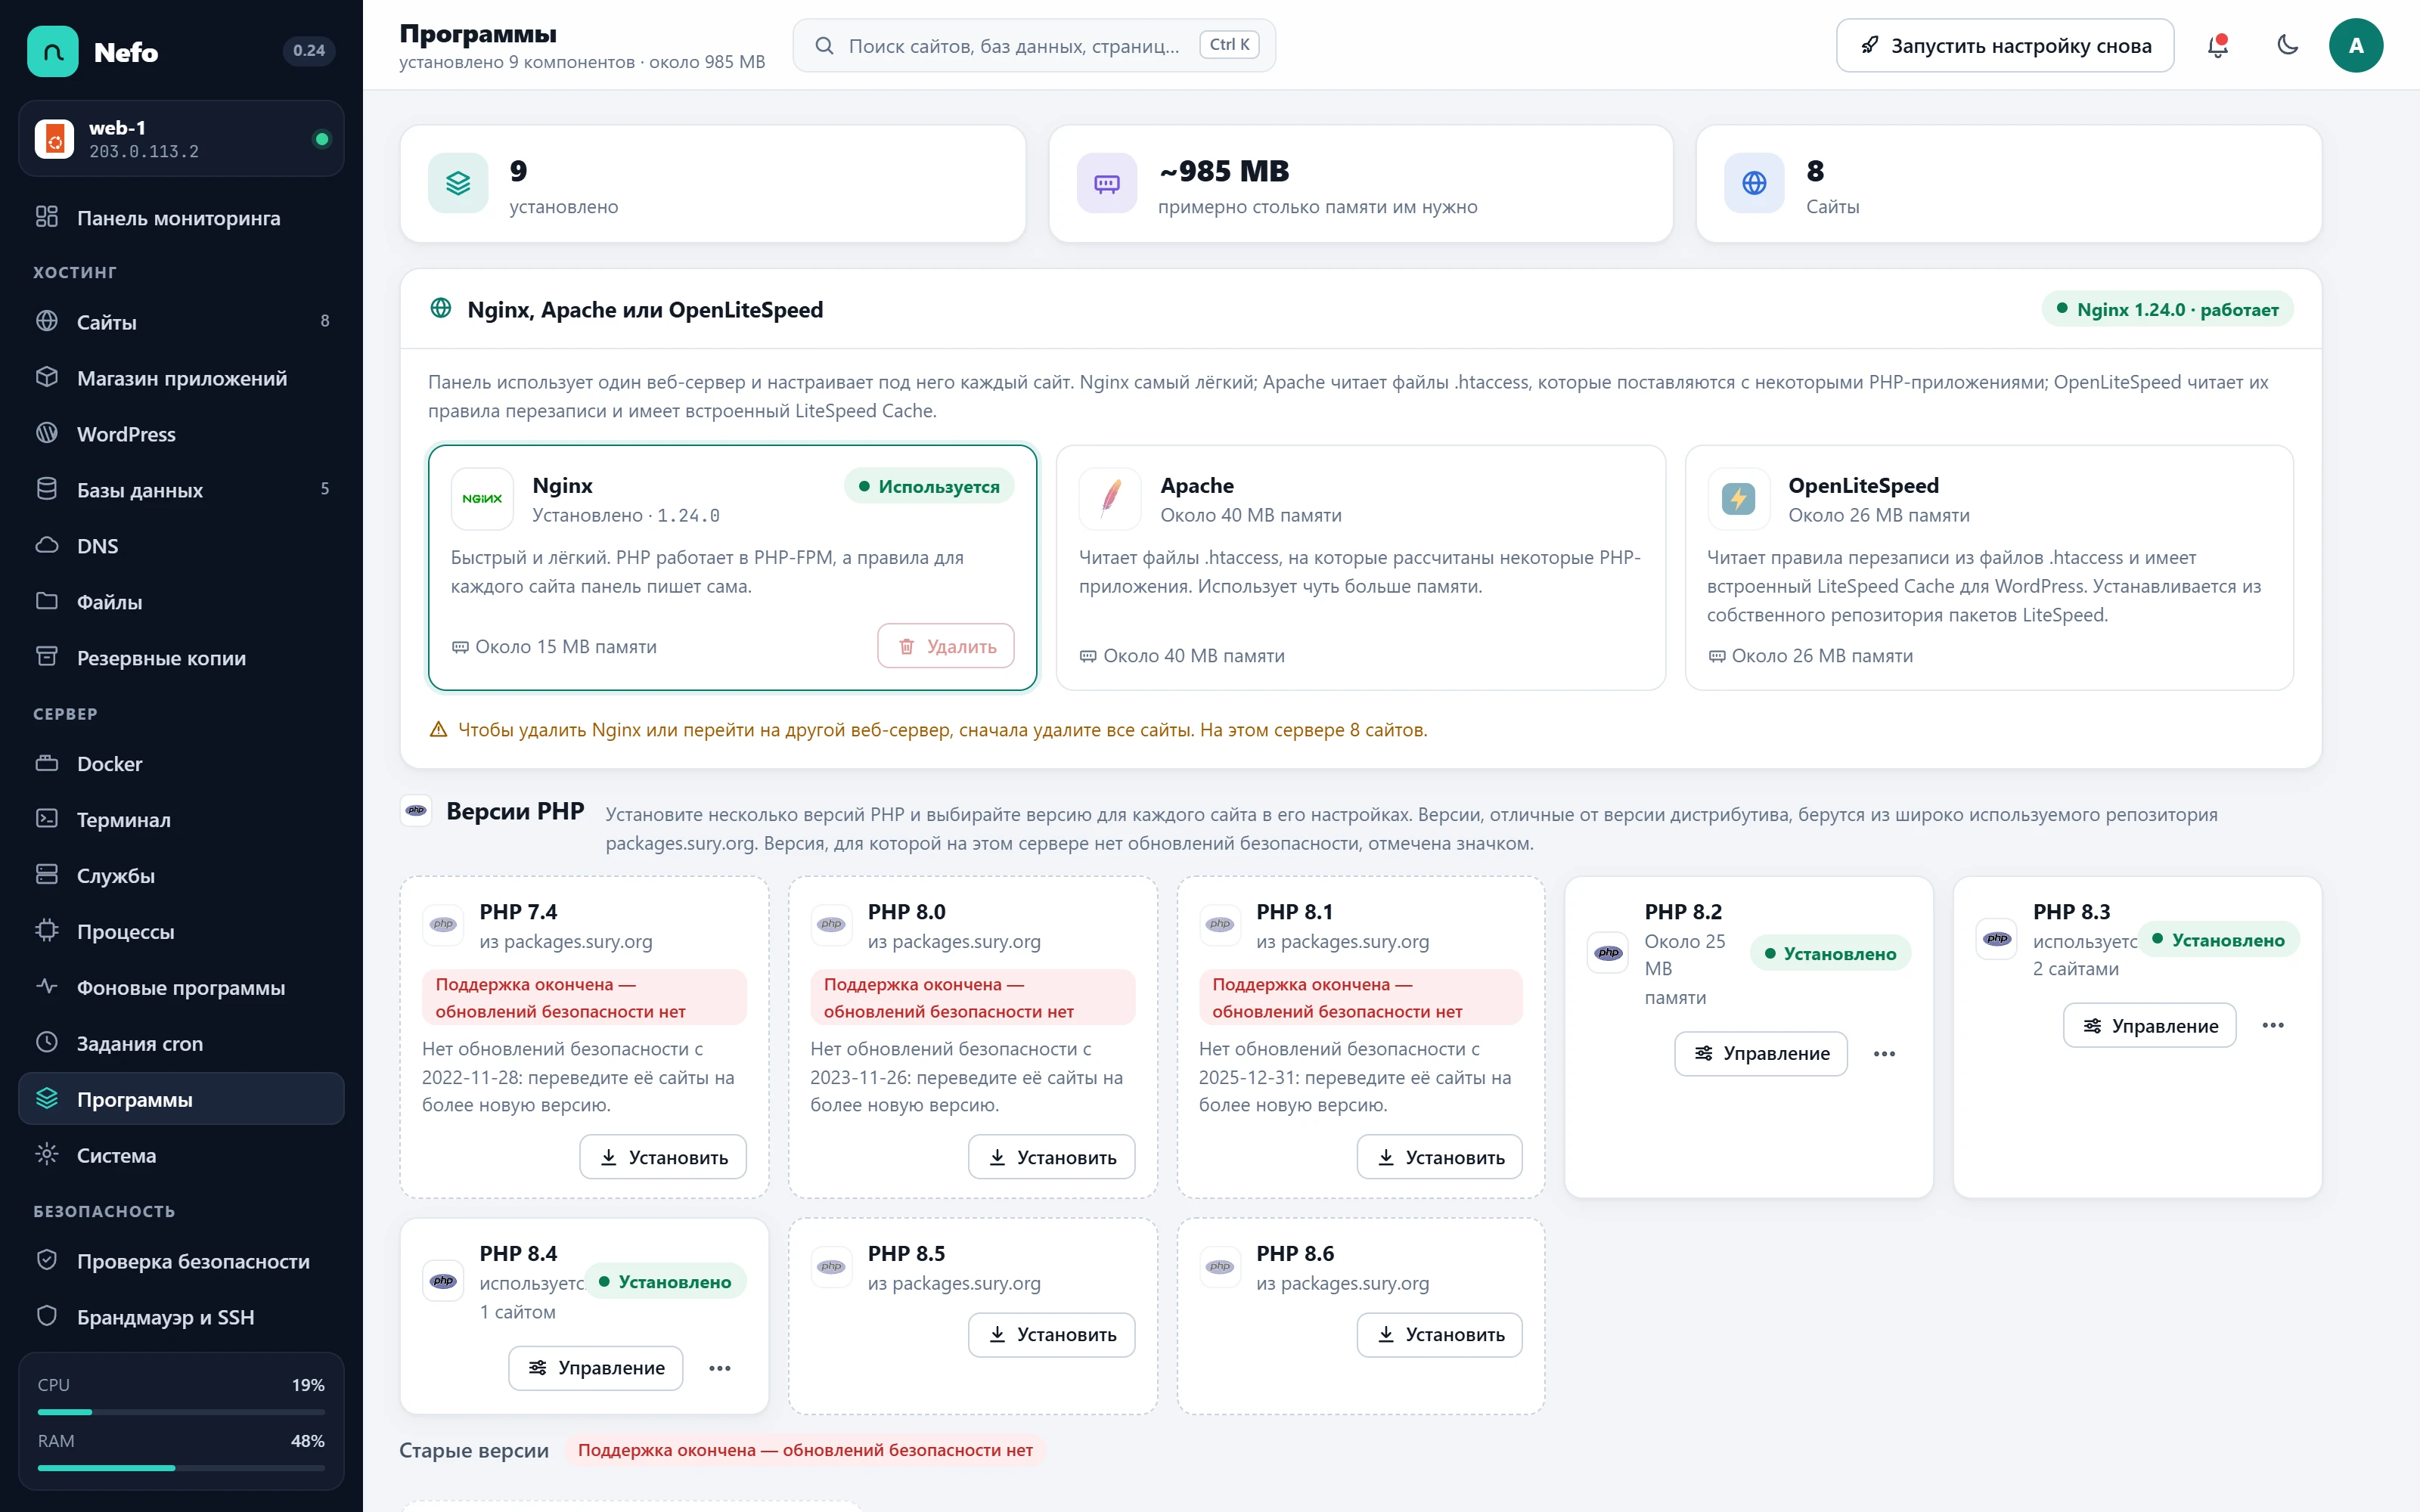 Nefo
0.24
web-1
203.0.113.2
Панель мониторинга
ХОСТИНГ
Сайты
8
Магазин приложений
WordPress
Базы данных
5
DNS
Файлы
Резервные копии
СЕРВЕР
Docker
Терминал
Службы
Процессы
Фоновые программы
Задания cron
Программы
Система
БЕЗОПАСНОСТЬ
Проверка безопасности
Брандмауэр и SSH
CPU
19%
RAM
48%
Программы
установлено 9 компонентов · около 985 MB
Поиск сайтов, баз данных, страниц...
Ctrl K
Запустить настройку снова
A
9
установлено
~985 MB
примерно столько памяти им нужно
8
Сайты
Nginx, Apache или OpenLiteSpeed
Nginx 1.24.0 · работает
Панель использует один веб-сервер и настраивает под него каждый сайт. Nginx самый лёгкий; Apache читает файлы .htaccess, которые поставляются с некоторыми PHP-приложениями; OpenLiteSpeed читает их
правила перезаписи и имеет встроенный LiteSpeed Cache.
NGINX
Nginx
Используется
Установлено · 1.24.0
Быстрый и лёгкий. PHP работает в PHP-FPM, а правила для
каждого сайта панель пишет сама.
Около 15 MB памяти
Удалить
Apache
Около 40 MB памяти
Читает файлы .htaccess, на которые рассчитаны некоторые PHP-
приложения. Использует чуть больше памяти.
Около 40 MB памяти
OpenLiteSpeed
Около 26 MB памяти
Читает правила перезаписи из файлов .htaccess и имеет
встроенный LiteSpeed Cache для WordPress. Устанавливается из
собственного репозитория пакетов LiteSpeed.
Около 26 MB памяти
Чтобы удалить Nginx или перейти на другой веб-сервер, сначала удалите все сайты. На этом сервере 8 сайтов.
php
Версии PHP
Установите несколько версий PHP и выбирайте версию для каждого сайта в его настройках. Версии, отличные от версии дистрибутива, берутся из широко используемого репозитория
packages.sury.org. Версия, для которой на этом сервере нет обновлений безопасности, отмечена значком.
php
PHP 7.4
из packages.sury.org
Поддержка окончена —
обновлений безопасности нет
Нет обновлений безопасности с
2022-11-28: переведите её сайты на
более новую версию.
Установить
php
PHP 8.0
из packages.sury.org
Поддержка окончена —
обновлений безопасности нет
Нет обновлений безопасности с
2023-11-26: переведите её сайты на
более новую версию.
Установить
php
PHP 8.1
из packages.sury.org
Поддержка окончена —
обновлений безопасности нет
Нет обновлений безопасности с
2025-12-31: переведите её сайты на
более новую версию.
Установить
php
PHP 8.2
Около 25
MB
памяти
Установлено
Управление
php
PHP 8.3
используетс
2 сайтами
Установлено
Управление
php
PHP 8.4
используетс
1 сайтом
Установлено
Управление
php
PHP 8.5
из packages.sury.org
Установить
php
PHP 8.6
из packages.sury.org
Установить
Старые версии
Поддержка окончена — обновлений безопасности нет